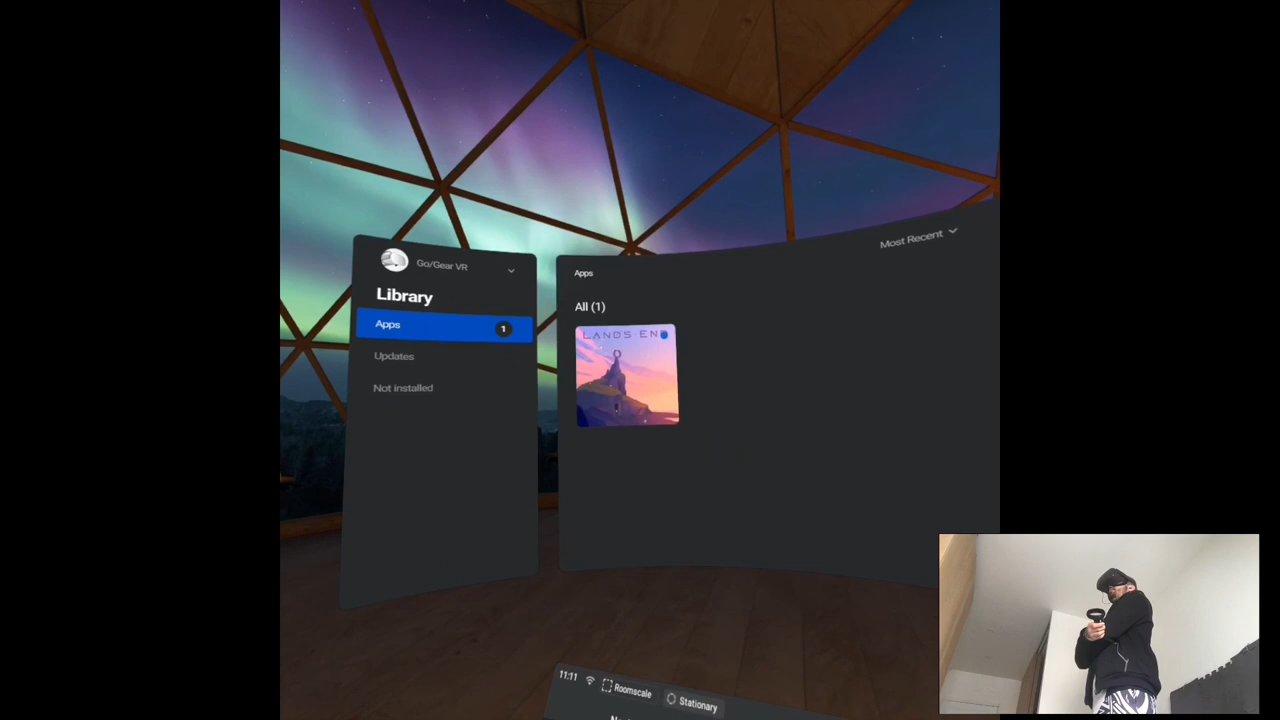 Most Recent
Go/Gear VR
Library
Apps 1
Updates
Not installed
Apps
All (1)
LANDS END
11:11 Roomscale Stationary